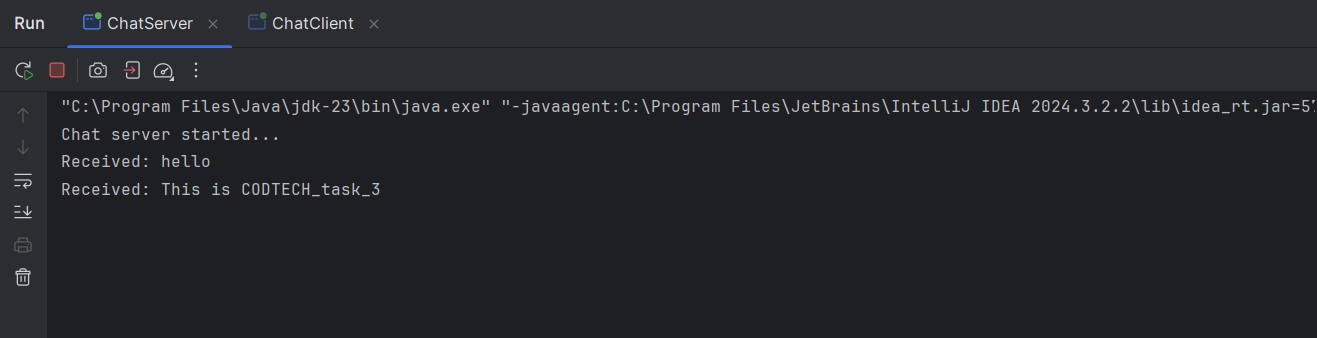 Run ChatServer ChatClient
"C:\Program Files\Java\jdk-23\bin\java.exe" "-javaagent:C:\Program Files\JetBrains\IntelliJ IDEA 2024.3.2.2\lib\idea_rt.jar=5
Chat server started...
Received: hello
Received: This is CODTECH_task_3